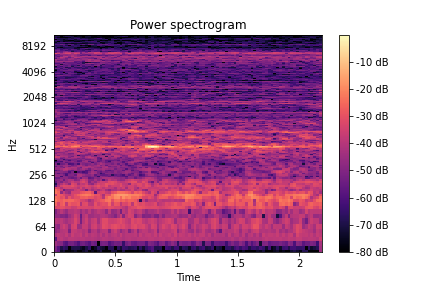 Power spectrogram
8192
4096
2048
1024
512
256
128
64
0
Hz
0 0.5 1 1.5 2
Time
-10 dB
-20 dB
-30 dB
-40 dB
-50 dB
-60 dB
-70 dB
-80 dB